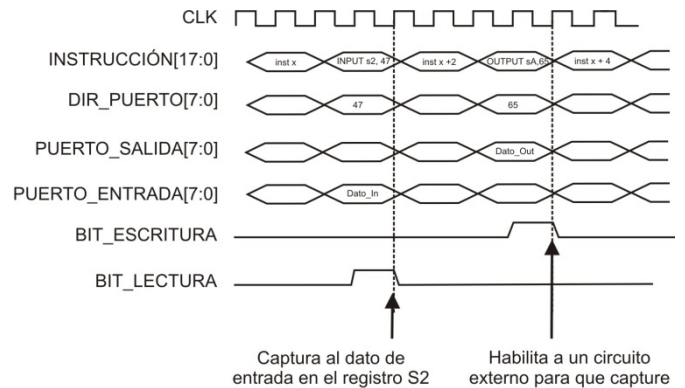 CLK
INSTRUCCIÓN[17:0]
inst x
INPUT s2, 47
inst x +2
OUTPUT sA,65
inst x + 4
DIR_PUERTO[7:0]
47
65
PUERTO_SALIDA[7:0]
Dato_Out
PUERTO_ENTRADA[7:0]
Dato_In
BIT_ESCRITURA
BIT_LECTURA
Captura al dato de
entrada en el registro S2
Habilita a un circuito
externo para que capture